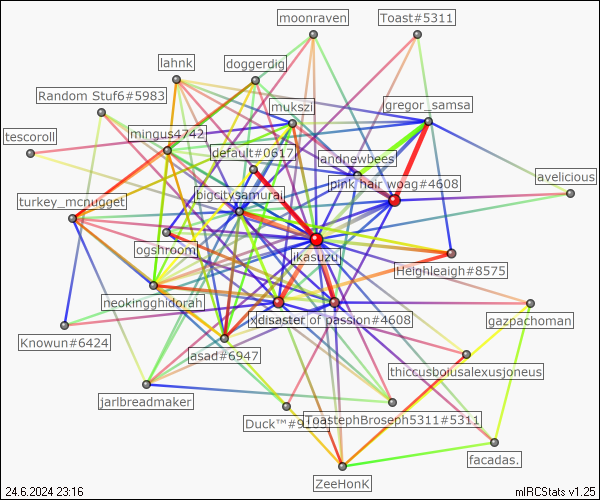 moonraven
Toast#5311
lahnk
doggerdig
Random Stuf6#5983
mukszi
gregor_samsa
tescoroll
mingus4742
default#0617
andnewbees
pink hair woag#4608
avelicious
turkey_mcnugget
bigcitysamurai
ogshroom
ikasuzu
Heighleaigh#8575
neokingghidorah
xdisaster of passion#4608
gazpachoman
Knowun#6424
asad#6947
thiccusbolusalexusjoneus
jarlbreadmaker
Duck™#9
ToastephBroseph5311#5311
facadas.
ZeeHonK
24.6.2024 23:16
mIRCStats v1.25